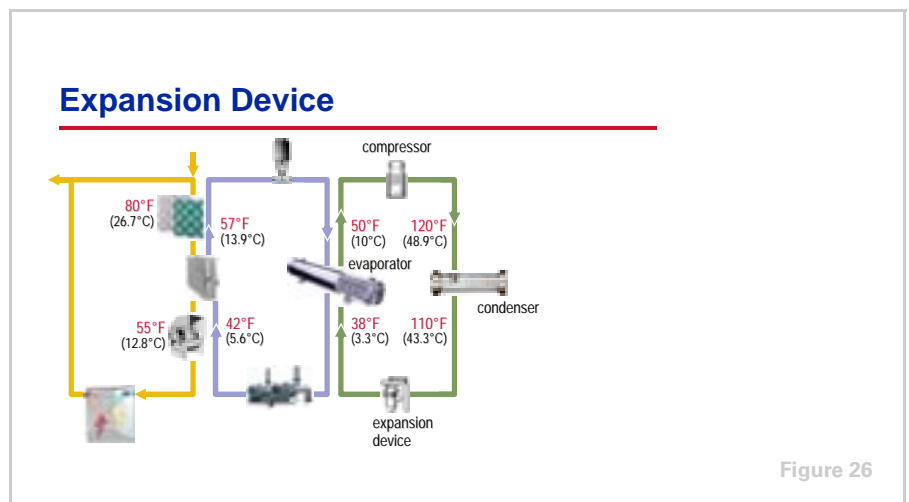 Expansion Device
compressor
80°F
(26.7°C)
57°F
(13.9°C)
50°F
(10°C)
120°F
(48.9°C)
evaporator
condenser
55°F
(12.8°C)
42°F
(5.6°C)
38°F
(3.3°C)
110°F
(43.3°C)
expansion
device
Figure 26